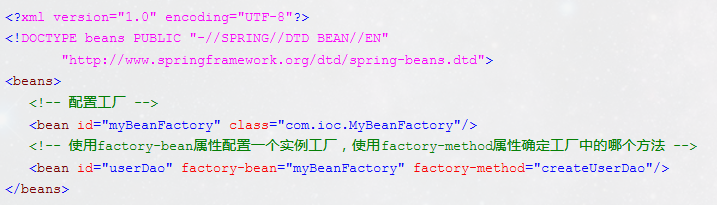 <?xml version="1.0" encoding="UTF-8"?>
<!DOCTYPE beans PUBLIC "-//SPRING//DTD BEAN//EN"
"http://www.springframework.org/dtd/spring-beans.dtd">
<beans>
<!-- 配置工厂 -->
<bean id="myBeanFactory" class="com.ioc.MyBeanFactory"/>
<!-- 使用factory-bean属性配置一个实例工厂，使用factory-method属性确定工厂中的哪个方法 -->
<bean id="userDao" factory-bean="myBeanFactory" factory-method="createUserDao"/>
</beans>